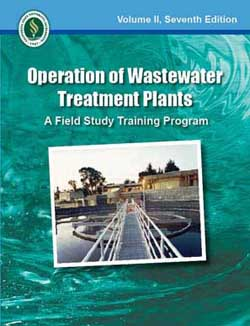 Volume II, Seventh Edition
Operation of Wastewater
Treatment Plants
A Field Study Training Program